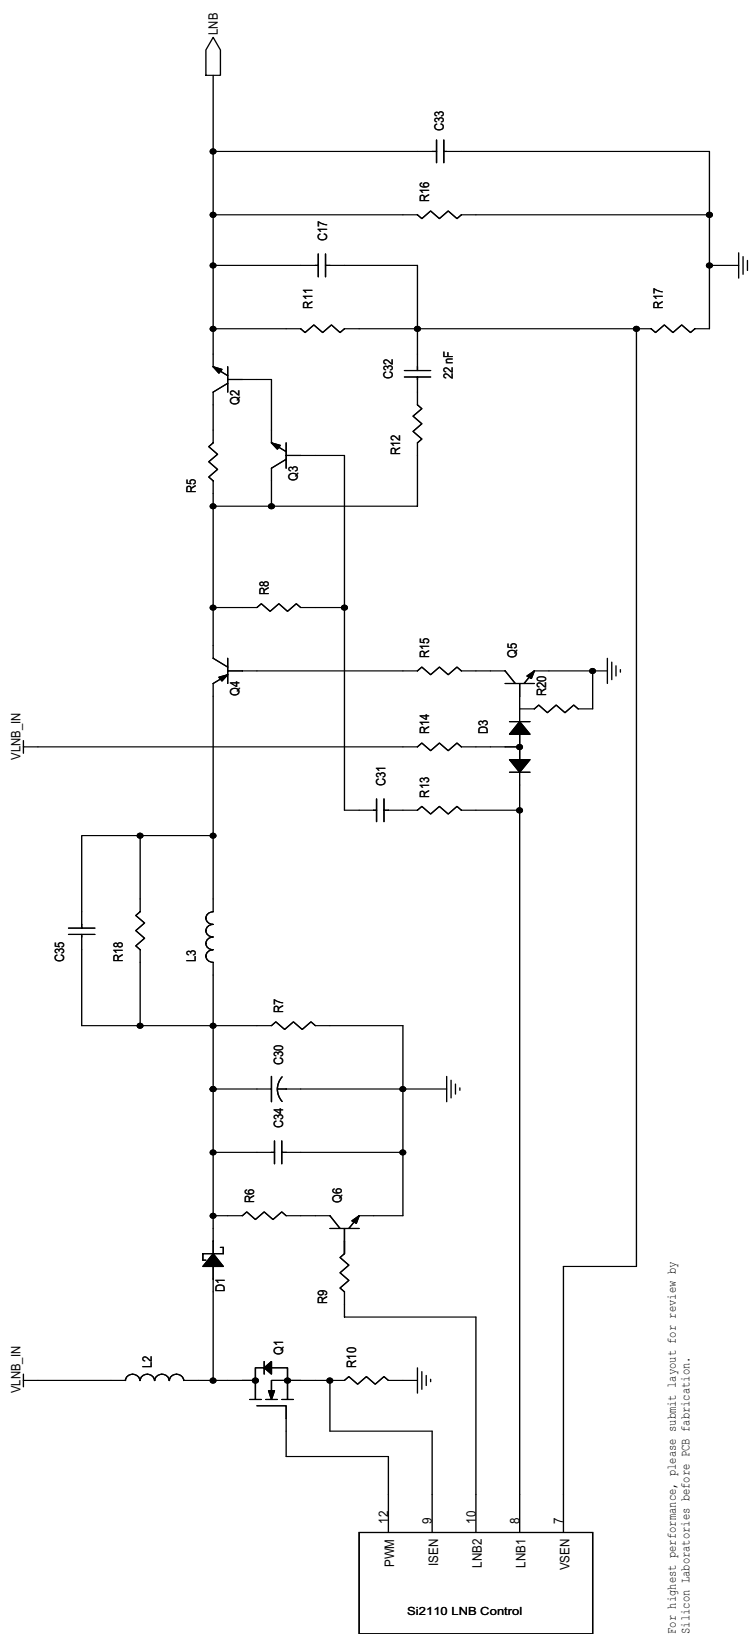 VLNB_IN
VLNB_IN
LNB
C35
R18
L3
L2
D1
Q1
R10
R6
Q6
R9
C34
C30
R7
Q4
R8
R5
Q2
Q3
R11
C17
R16
C33
C32
22 nF
R12
R17
C31
R13
R14
D3
R15
Q5
R20
PWM
12
ISEN
9
LNB2
10
LNB1
8
VSEN
7
Si2110 LNB Control
For highest performance, please submit layout for review by
Silicon Laboratories before PCB fabrication.